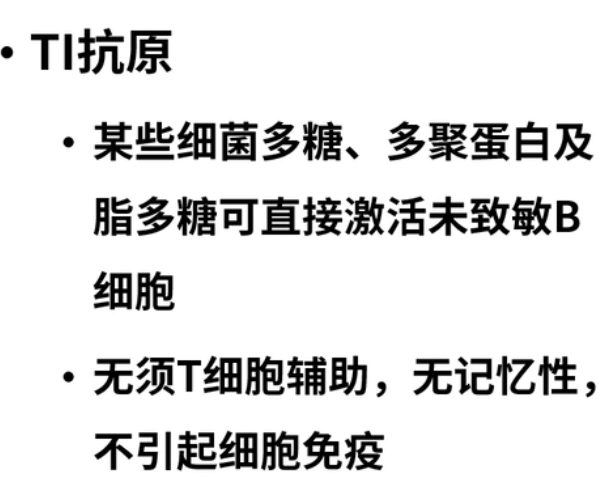 • TI抗原
• 某些细菌多糖、多聚蛋白及
脂多糖可直接激活未致敏B
细胞
• 无须T细胞辅助，无记忆性，
不引起细胞免疫